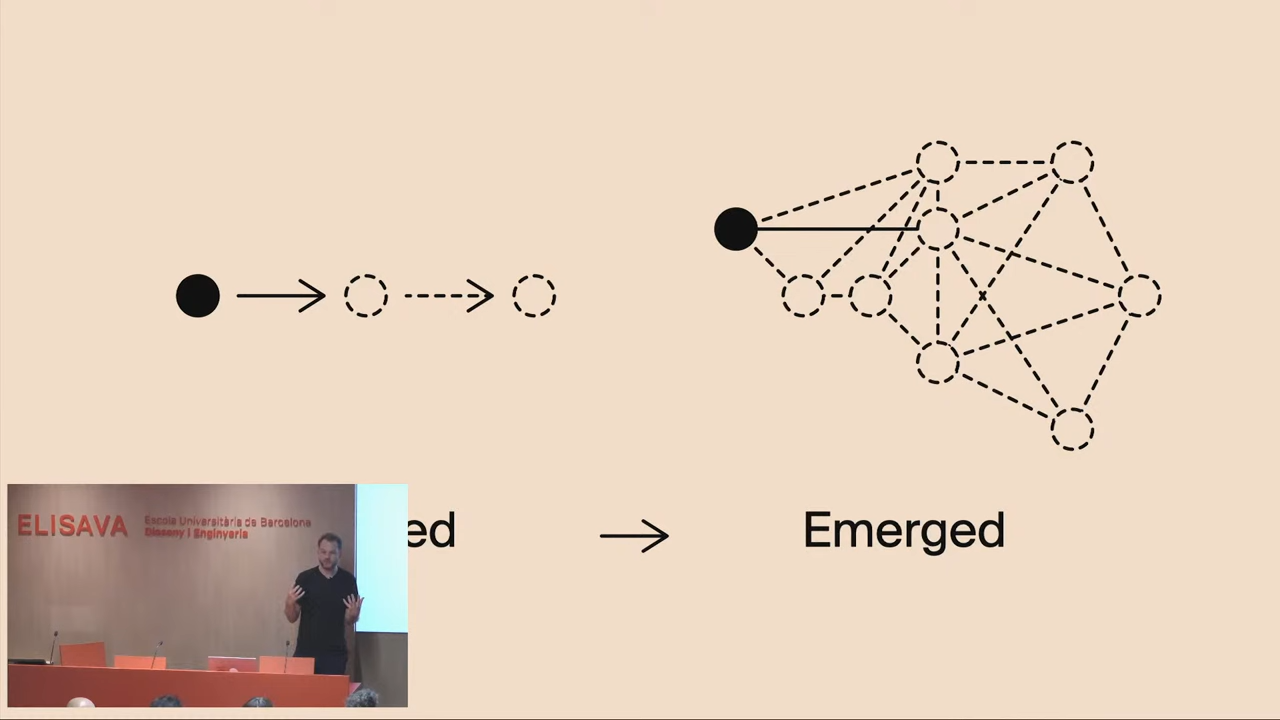 ed
Emerged
ELISAVA
Escola Universitària de Barcelona
Disseny i Enginyeria